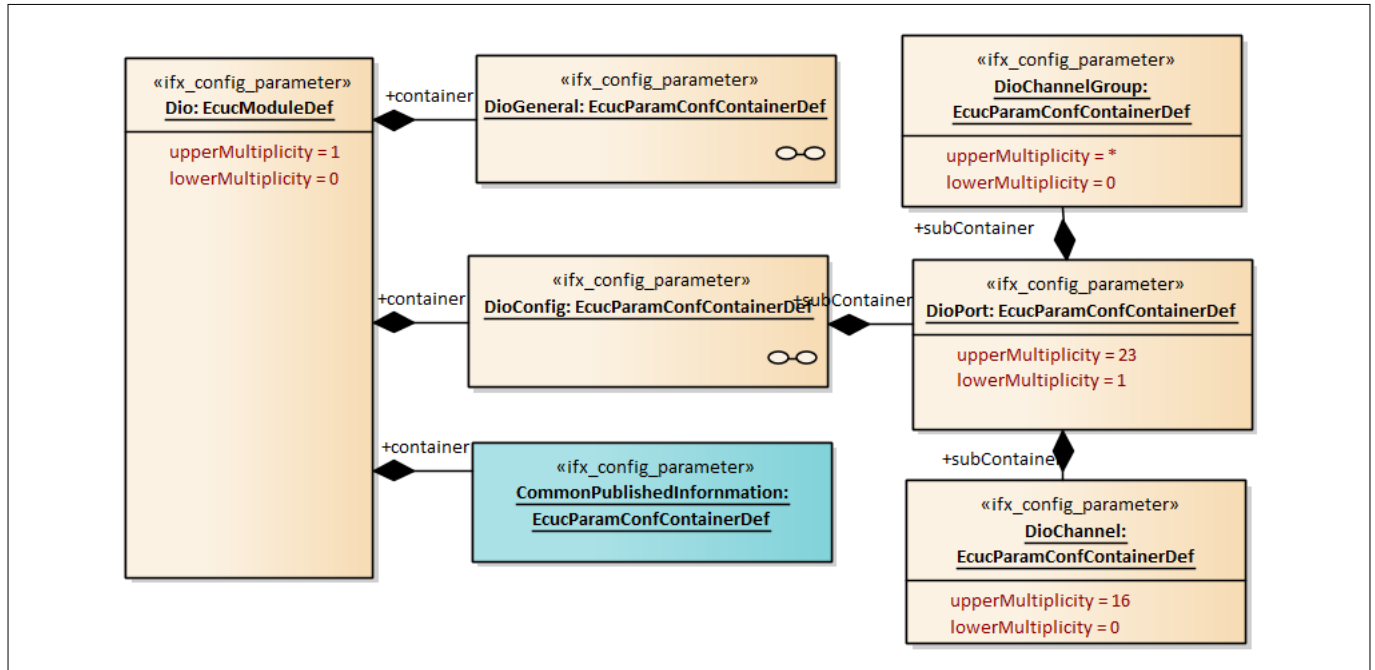 «ifx_config_parameter»
Dio: EcucModuleDef
upperMultiplicity = 1
lowerMultiplicity = 0
+container
«ifx_config_parameter»
DioGeneral: EcucParamConfContainerDef
+container
«ifx_config_parameter»
DioConfig: EcucParamConfContainerDef
+container
«ifx_config_parameter»
CommonPublishedInfornmation:
EcucParamConfContainerDef
+subContainer
«ifx_config_parameter»
DioChannelGroup:
EcucParamConfContainerDef
upperMultiplicity = *
lowerMultiplicity = 0
+subContainer
«ifx_config_parameter»
DioPort: EcucParamConfContainerDef
upperMultiplicity = 23
lowerMultiplicity = 1
+subContainer
«ifx_config_parameter»
DioChannel:
EcucParamConfContainerDef
upperMultiplicity = 16
lowerMultiplicity = 0